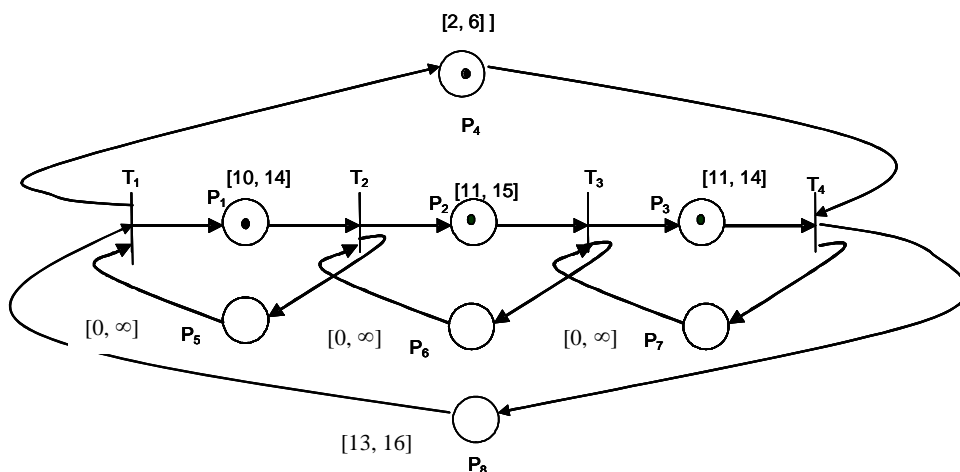 [2, 6] ]
P₄
T₁
P₁
[10, 14]
T₂
P₂
[11, 15]
T₃
P₃
[11, 14]
T₄
[0, ∞]
P₅
[0, ∞]
P₆
[0, ∞]
P₇
[13, 16]
P₈